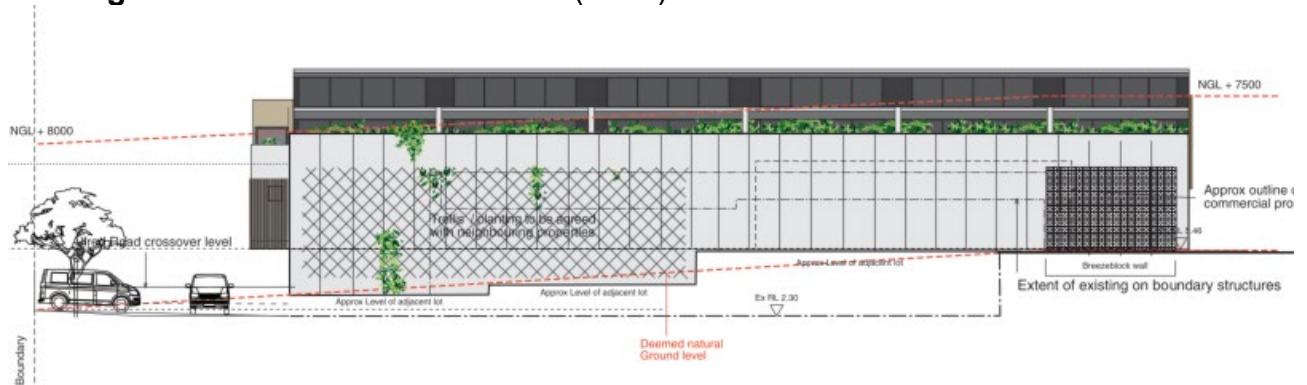 NGL + 7500
NGL + 8000
Approx outline
commercial
Trellis / planting to be agreed
with neighbouring properties
Road crossover level
Approx Level of adjacent lot
Breezeblock wall
Extent of existing on boundary structures
Approx Level of adjacent lot
Approx Level of adjacent lot
Ex RL 2.30
Deemed natural
Ground level
Boundary